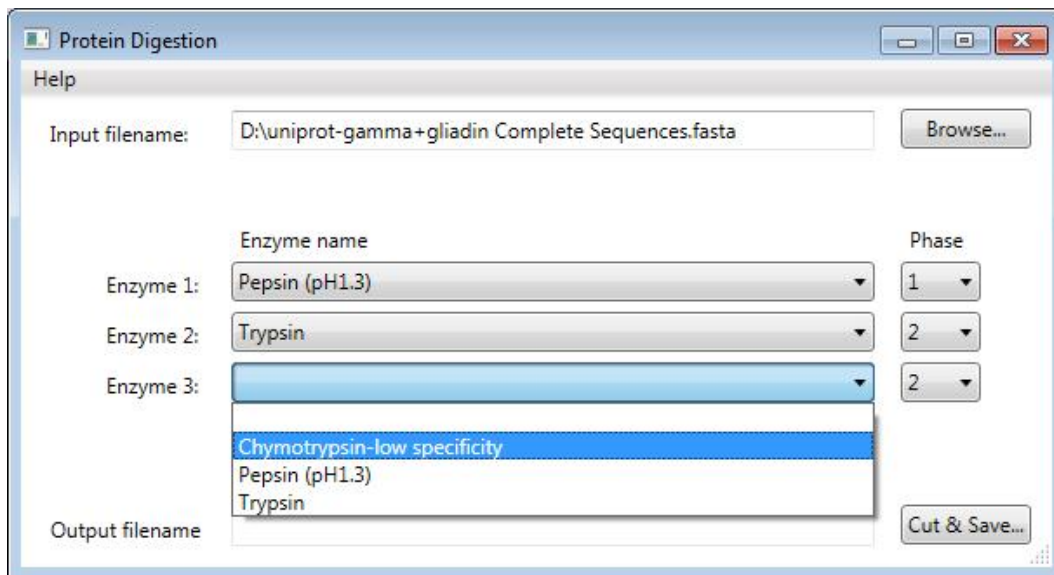 Protein Digestion
Help
Input filename: D:\uniprot-gamma+gliadin Complete Sequences.fasta Browse...
Enzyme name Phase
Enzyme 1: Pepsin (pH1.3) 1
Enzyme 2: Trypsin 2
Enzyme 3: 2
Chymotrypsin-low specificity
Pepsin (pH1.3)
Trypsin
Output filename Cut & Save...